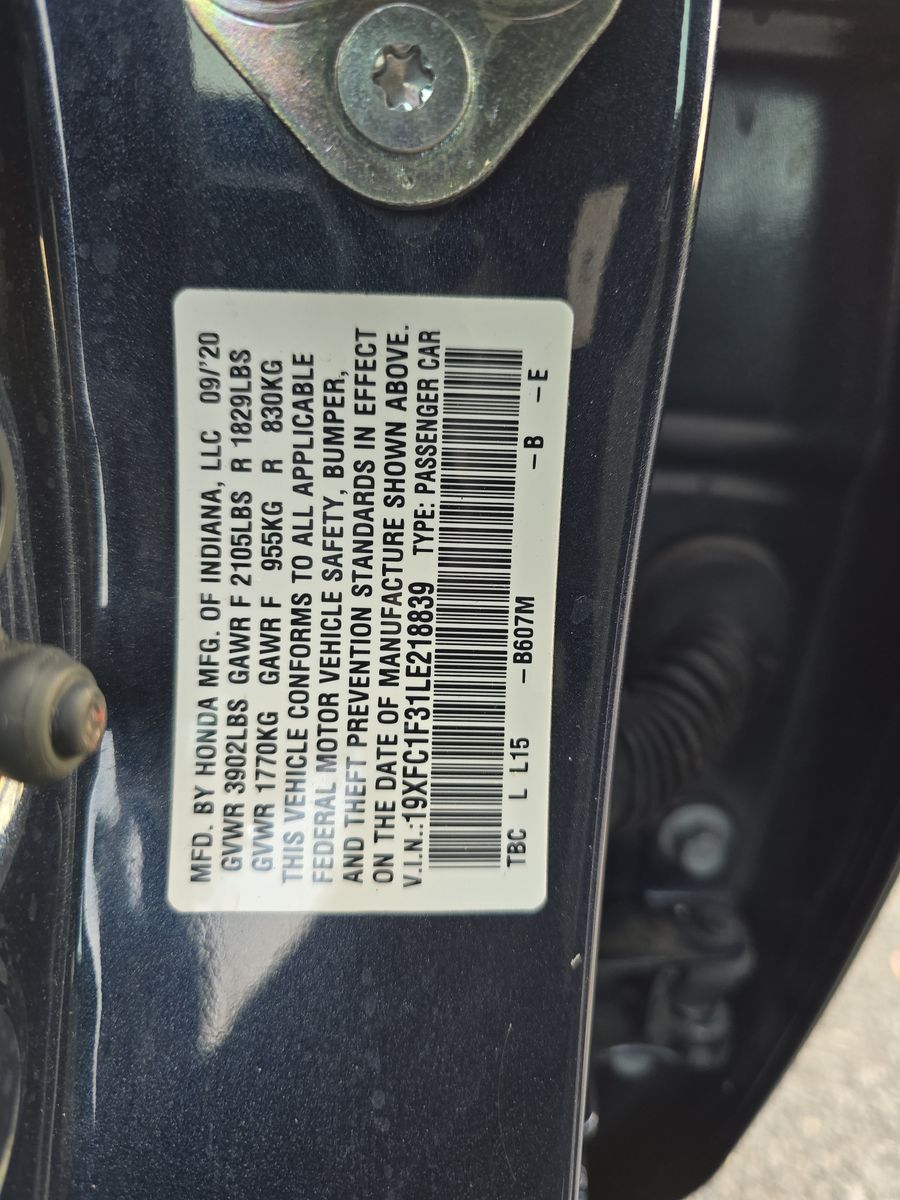 MFD. BY HONDA MFG. OF INDIANA, LLC 09/'20
GVWR 3902LBS GAWR F 2105LBS R 1829LBS
GVWR 1770KG GAWR F 955KG R 830KG
THIS VEHICLE CONFORMS TO ALL APPLICABLE
FEDERAL MOTOR VEHICLE SAFETY, BUMPER,
AND THEFT PREVENTION STANDARDS IN EFFECT
ON THE DATE OF MANUFACTURE SHOWN ABOVE.
V.I.N.:19XFC1F31LE218839 TYPE: PASSENGER CAR
TBC L L15 -B607M -B -E